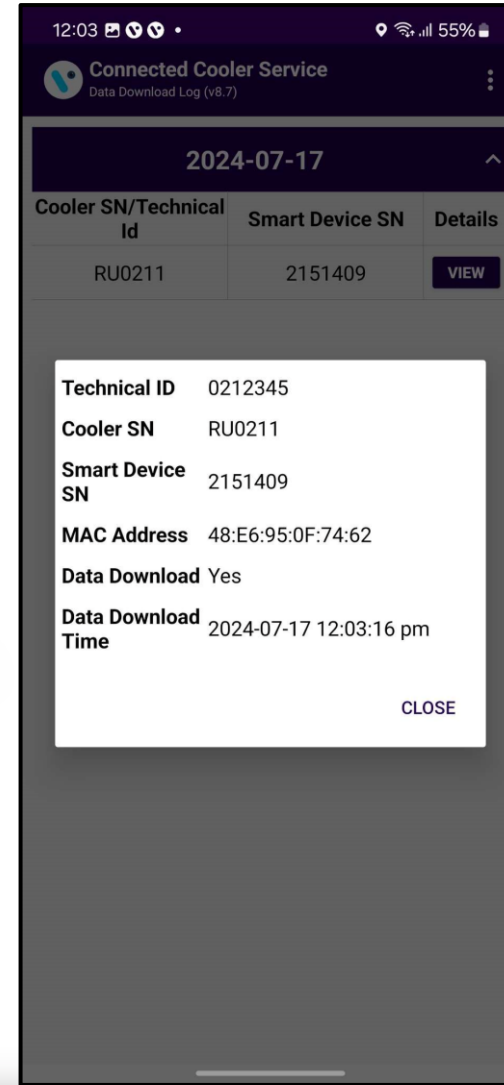 12:03 55%
Connected Cooler Service
Data Download Log (v8.7)
2024-07-17
Cooler SN/Technical Id Smart Device SN Details
RU0211 2151409 VIEW
Technical ID 0212345
Cooler SN RU0211
Smart Device SN 2151409
MAC Address 48:E6:95:0F:74:62
Data Download Yes
Data Download Time 2024-07-17 12:03:16 pm
CLOSE